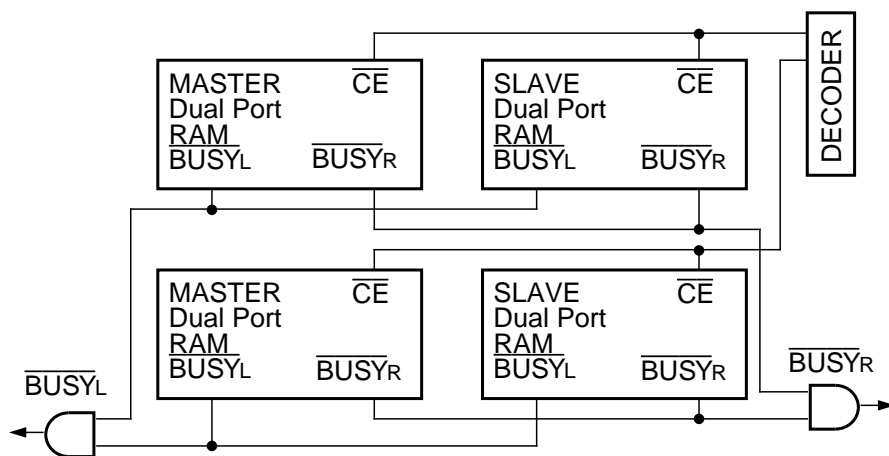 MASTER
Dual Port
RAM
BUSYL
CE
BUSYR
SLAVE
Dual Port
RAM
BUSYL
CE
BUSYR
DECODER
MASTER
Dual Port
RAM
BUSYL
CE
BUSYR
SLAVE
Dual Port
RAM
BUSYL
CE
BUSYR
BUSYL
BUSYR